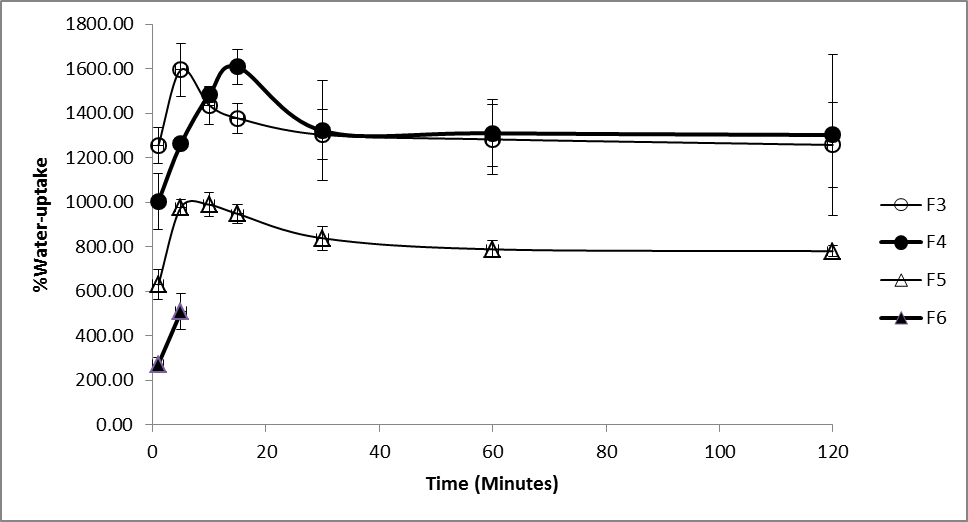 1800.00
1600.00
1400.00
1200.00
1000.00
800.00
600.00
400.00
200.00
0.00
%Water-uptake
0 20 40 60 80 100 120
Time (Minutes)
F3
F4
F5
F6